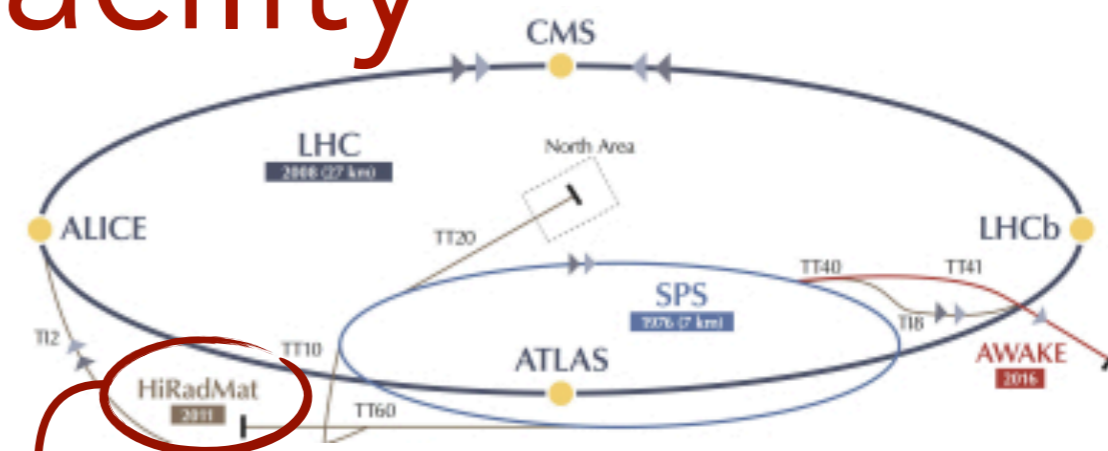 acility
CMS
LHC
2008 (27 km)
North Area
ALICE
LHCb
TT20
TT40
TT41
SPS
1976 (7 km)
TI8
TI2
TT10
ATLAS
AWAKE
2016
HiRadMat
2011
TT60